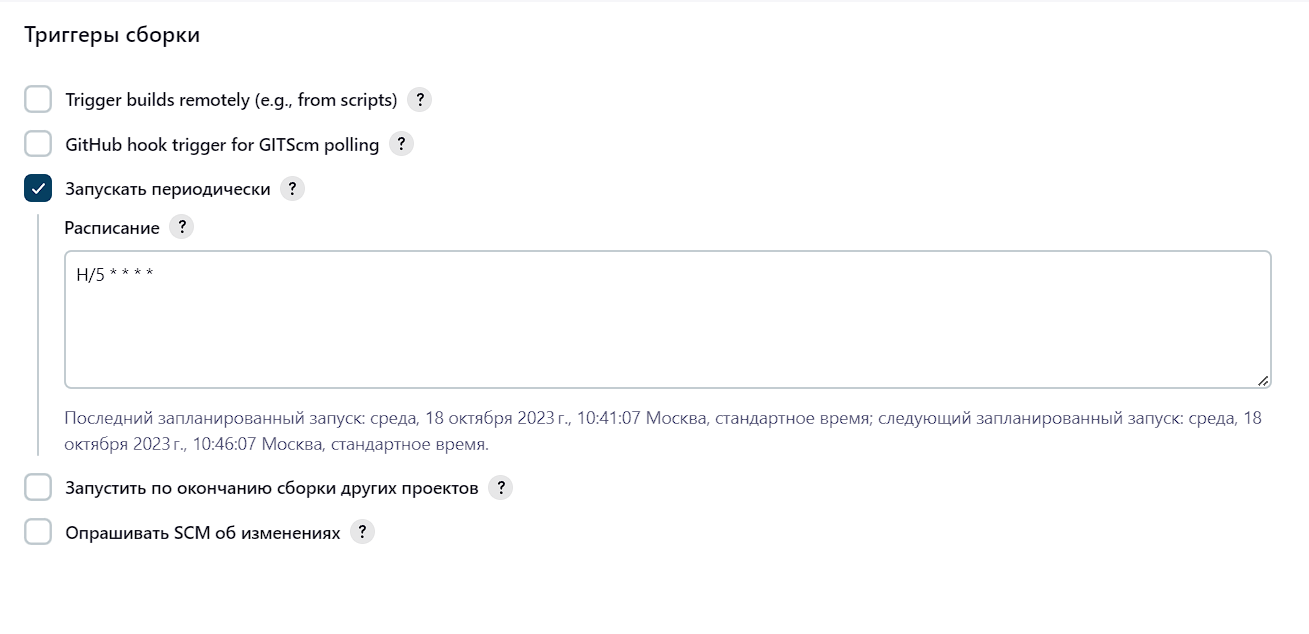 Триггеры сборки
Trigger builds remotely (e.g., from scripts) ?
GitHub hook trigger for GITScm polling ?
Запускать периодически ?
Расписание ?
H/5 * * * *
Последний запланированный запуск: среда, 18 октября 2023 г., 10:41:07 Москва, стандартное время; следующий запланированный запуск: среда, 18
октября 2023 г., 10:46:07 Москва, стандартное время.
Запустить по окончанию сборки других проектов ?
Опрашивать SCM об изменениях ?